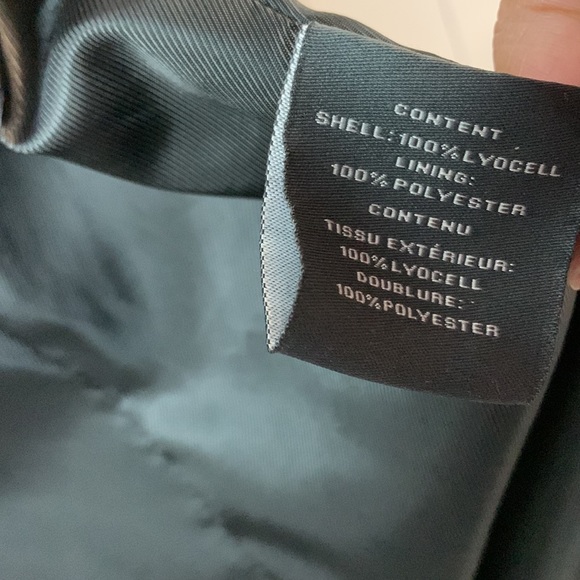 CONTENT
SHELL: 100% LYOCELL
LINING:
100% POLYESTER
CONTENU
TISSU EXTÉRIEUR:
100% LYOCELL
DOUBLURE:
100% POLYESTER